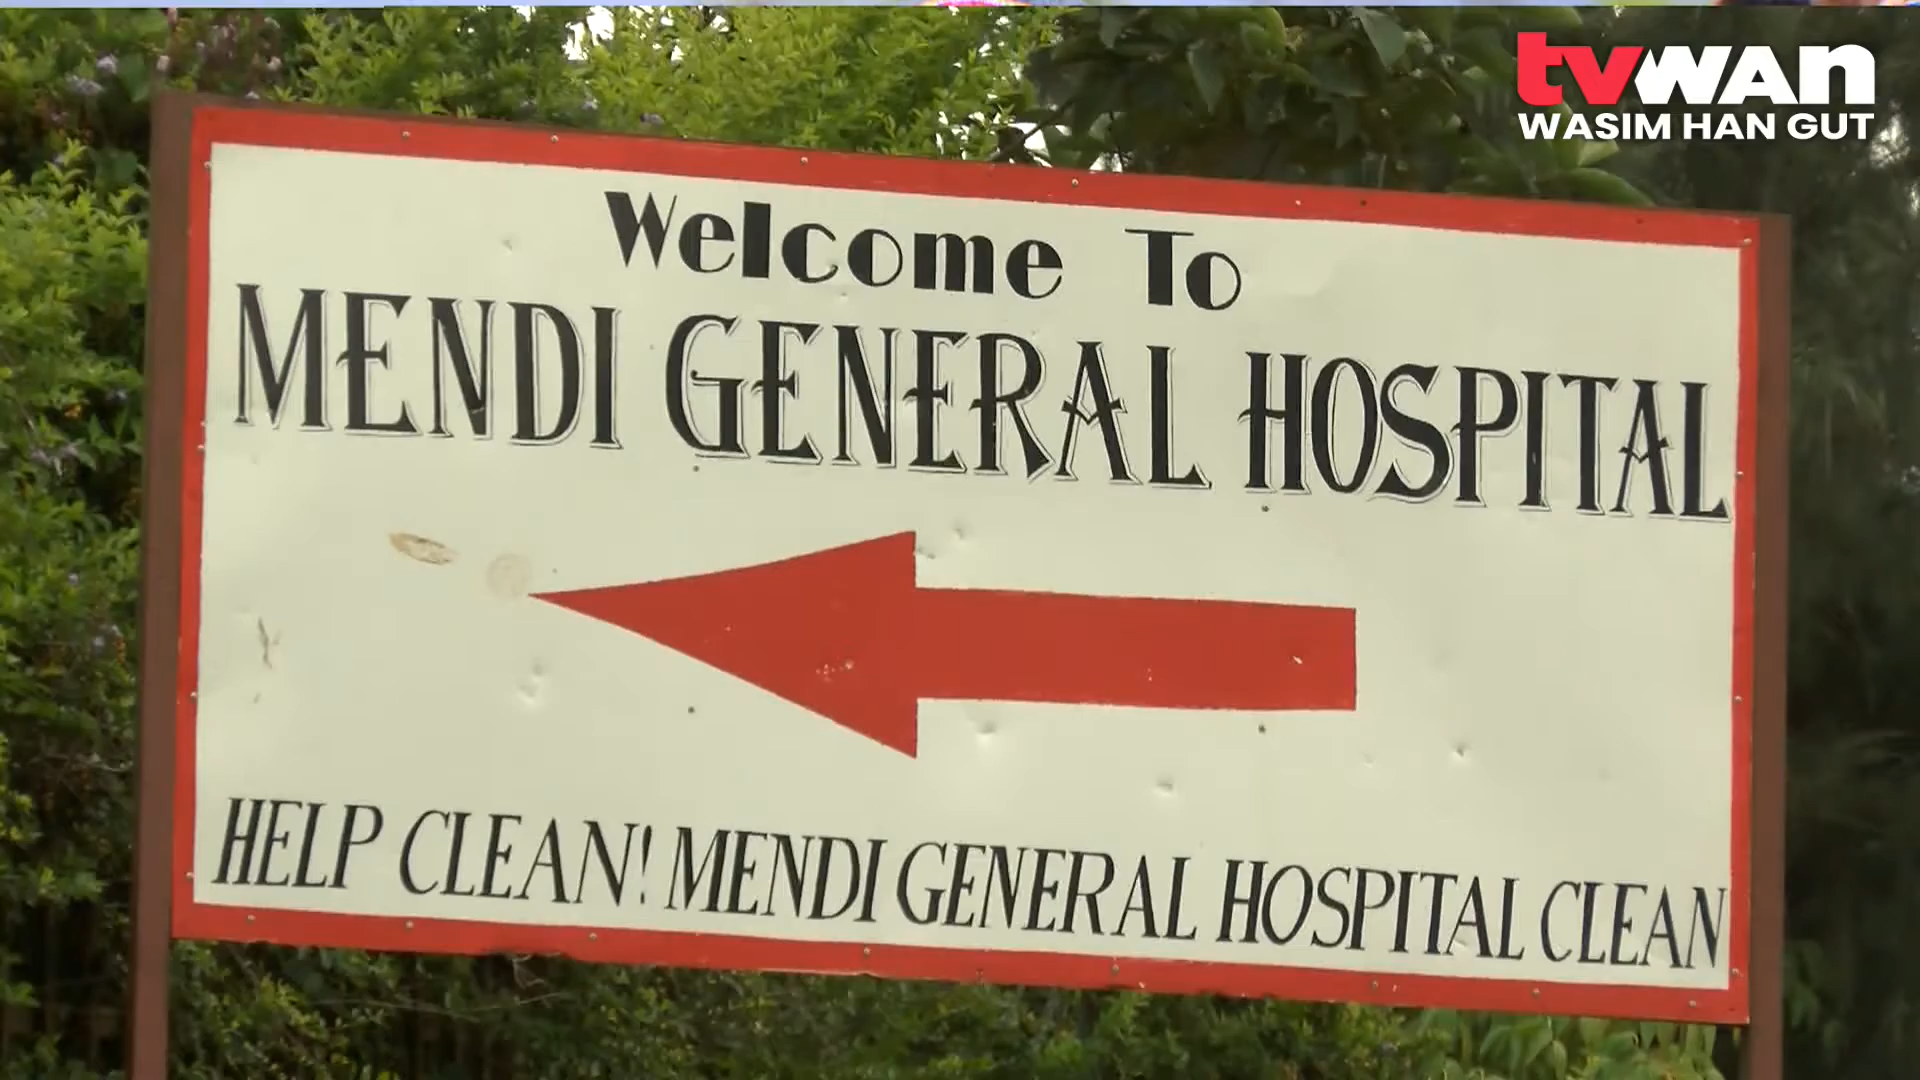 tvwan
WASIM HAN GUT
Welcome To
MENDI GENERAL HOSPITAL
HELP CLEAN! MENDI GENERAL HOSPITAL CLEAN